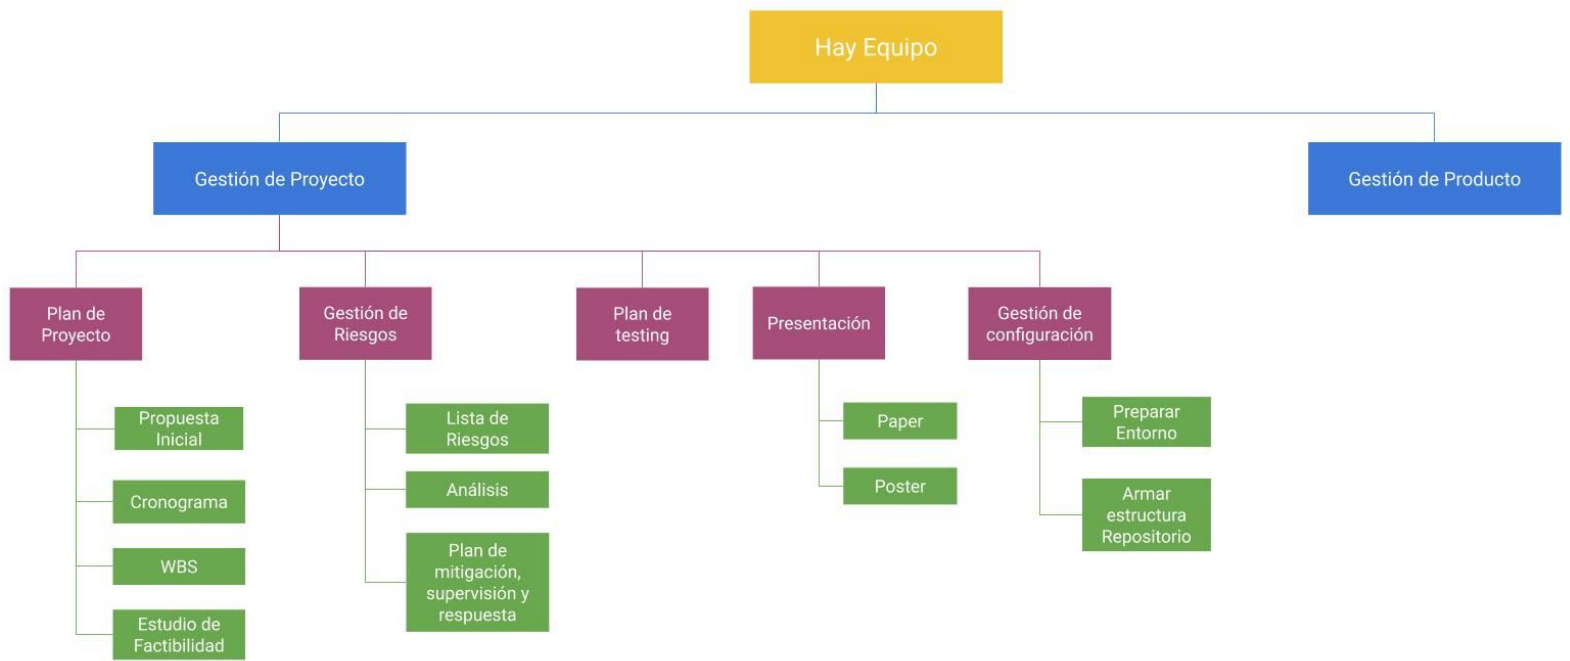 Hay Equipo
Gestión de Proyecto
Gestión de Producto
Plan de
Proyecto
Gestión de
Riesgos
Plan de
testing
Presentación
Gestión de
configuración
Propuesta
Inicial
Cronograma
WBS
Estudio de
Factibilidad
Lista de
Riesgos
Análisis
Plan de
mitigación,
supervisión y
respuesta
Paper
Poster
Preparar
Entorno
Armar
estructura
Repositorio